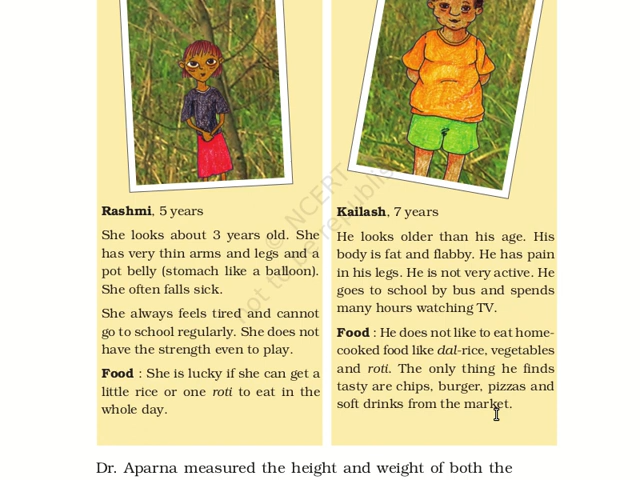 Rashmi, 5 years
She looks about 3 years old. She
has very thin arms and legs and a
pot belly (stomach like a balloon).
She often falls sick.
She always feels tired and cannot
go to school regularly. She does not
have the strength even to play.
Food : She is lucky if she can get a
little rice or one roti to eat in the
whole day.
Kailash, 7 years
He looks older than his age. His
body is fat and flabby. He has pain
in his legs. He is not very active. He
goes to school by bus and spends
many hours watching TV.
Food : He does not like to eat home-
cooked food like dal-rice, vegetables
and roti. The only thing he finds
tasty are chips, burger, pizzas and
soft drinks from the market.
Dr. Aparna measured the height and weight of both the
© NCERT
not to be republis